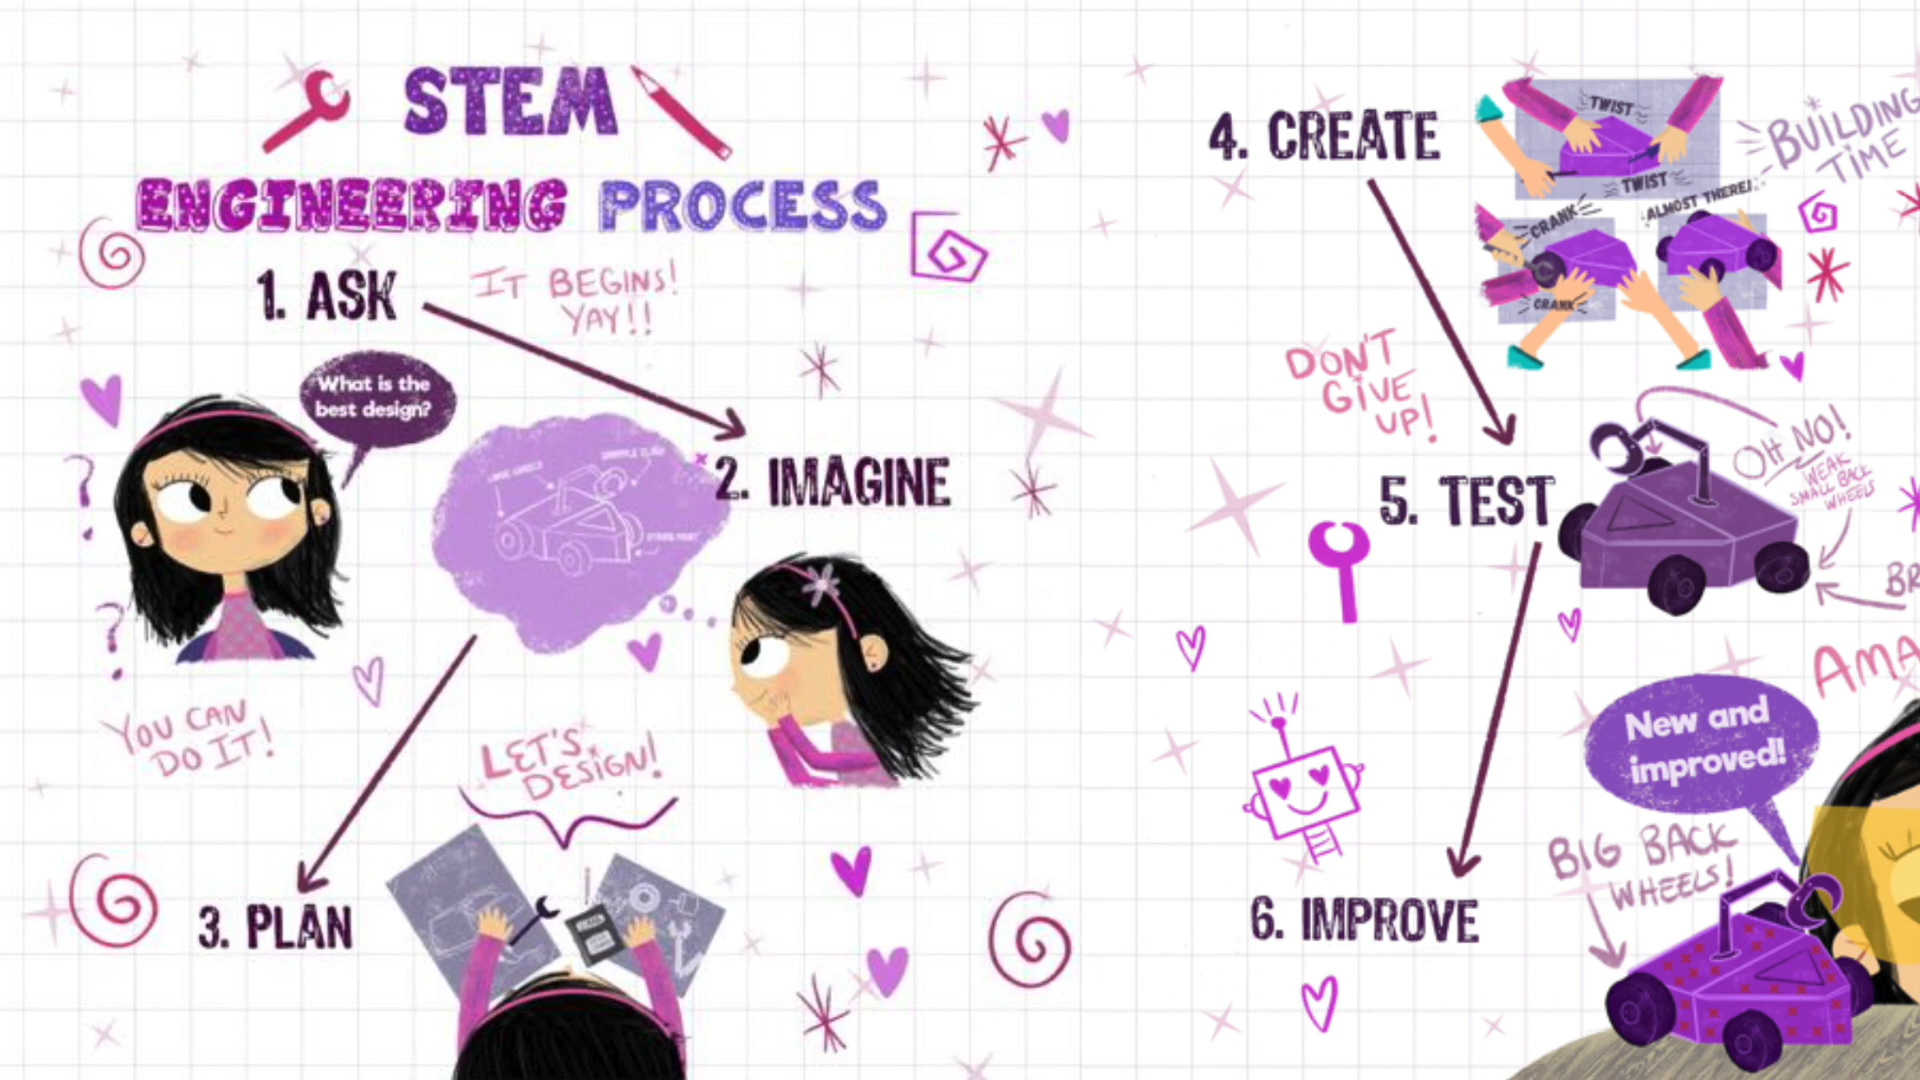 STEM
ENGINEERING PROCESS
1. ASK
IT BEGINS!
YAY!!
What is the
best design?
2. IMAGINE
YOU CAN
DO IT!
LET'S
DESIGN!
3. PLAN
4. CREATE
TWIST
TWIST
CRANK
CRANK
ALMOST THERE!
BUILDING
TIME
DON'T
GIVE
UP!
5. TEST
OH NO!
WEAK
SMALL BACK
WHEELS
BR
AMA
New and
improved!
BIG BACK
WHEELS!
6. IMPROVE